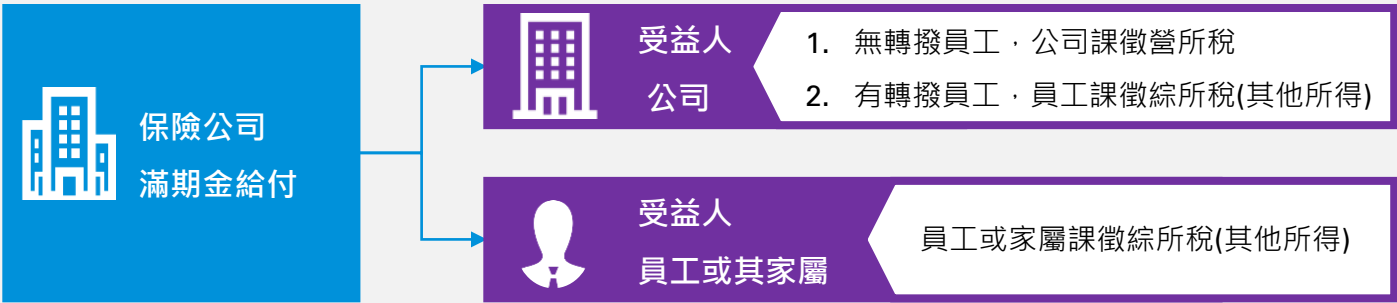 保險公司
滿期金給付
受益人
公司
1. 無轉撥員工，公司課徵營所稅
2. 有轉撥員工，員工課徵綜所稅(其他所得)
受益人
員工或其家屬
員工或家屬課徵綜所稅(其他所得)